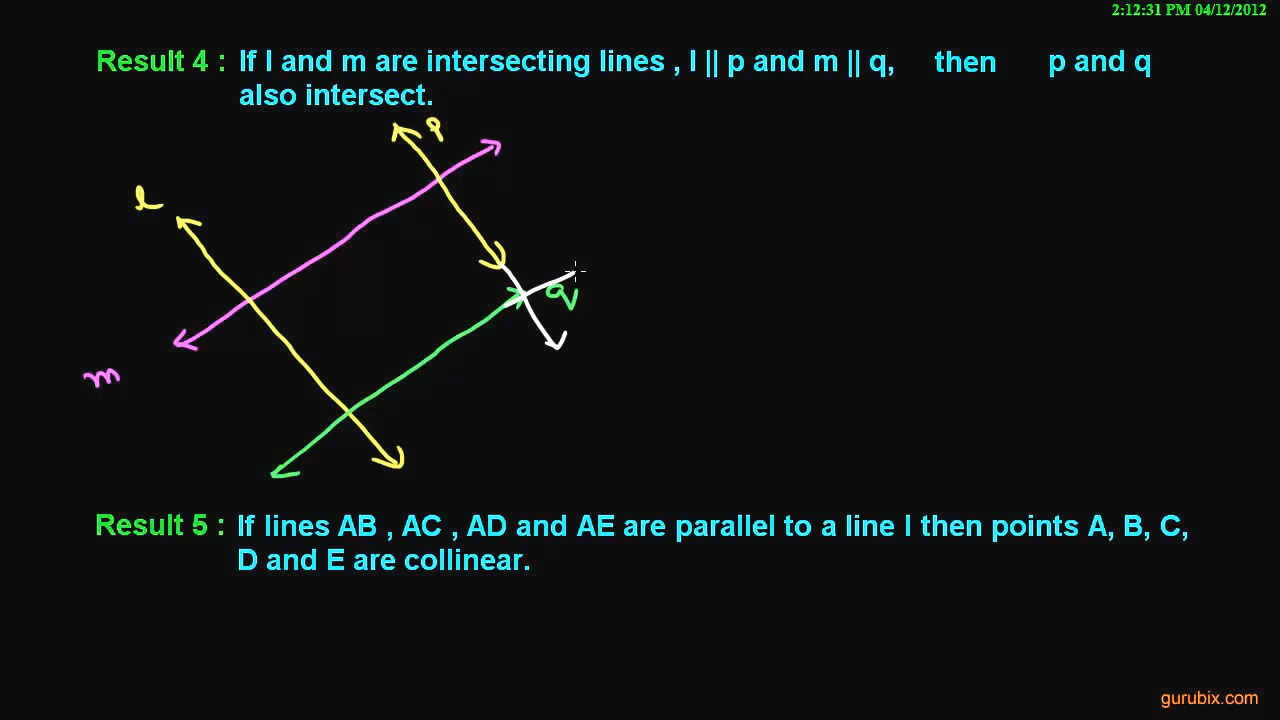 2:12:31 PM 04/12/2012
Result 4 : If l and m are intersecting lines , l || p and m || q, then p and q
also intersect.
p
l
q
m
Result 5 : If lines AB , AC , AD and AE are parallel to a line l then points A, B, C,
D and E are collinear.
gurubix.com